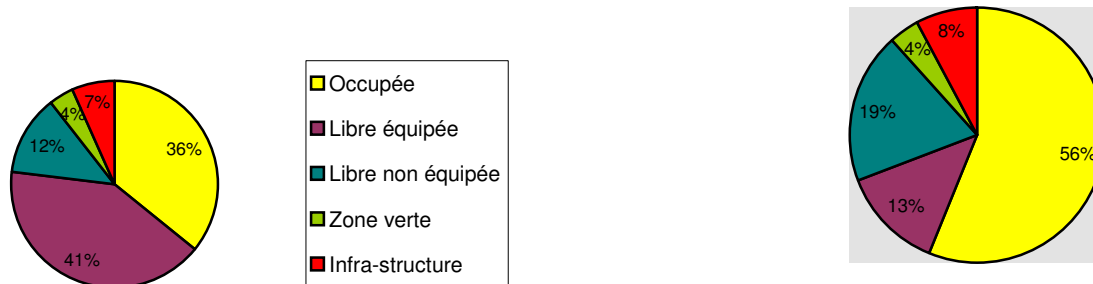 7%
4%
12%
36%
41%
Occupée
Libre équipée
Libre non équipée
Zone verte
Infra-structure
8%
4%
19%
56%
13%